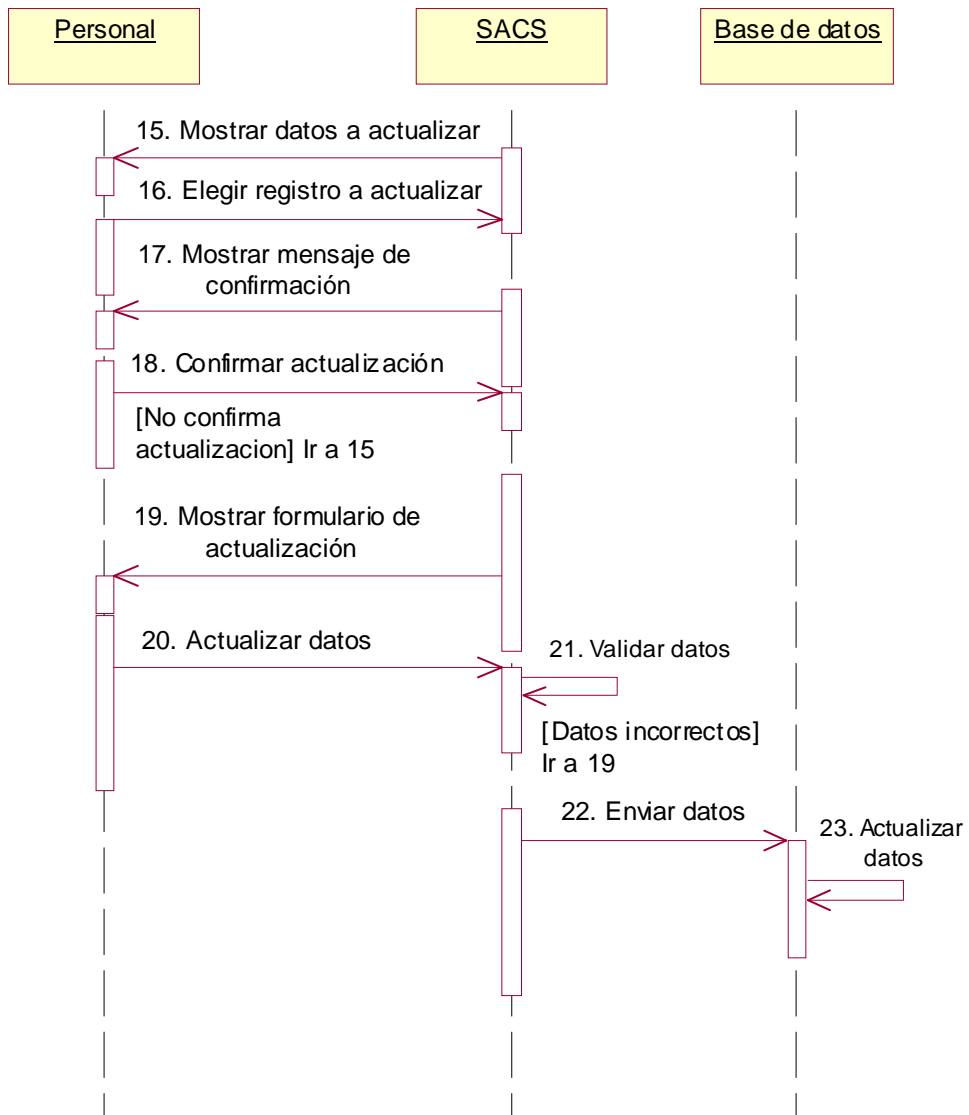 Personal
SACS
Base de datos
15. Mostrar datos a actualizar
16. Elegir registro a actualizar
17. Mostrar mensaje de
confirmación
18. Confirmar actualización
[No confirma
actualizacion] Ir a 15
19. Mostrar formulario de
actualización
20. Actualizar datos
21. Validar datos
[Datos incorrectos]
Ir a 19
22. Enviar datos
23. Actualizar
datos